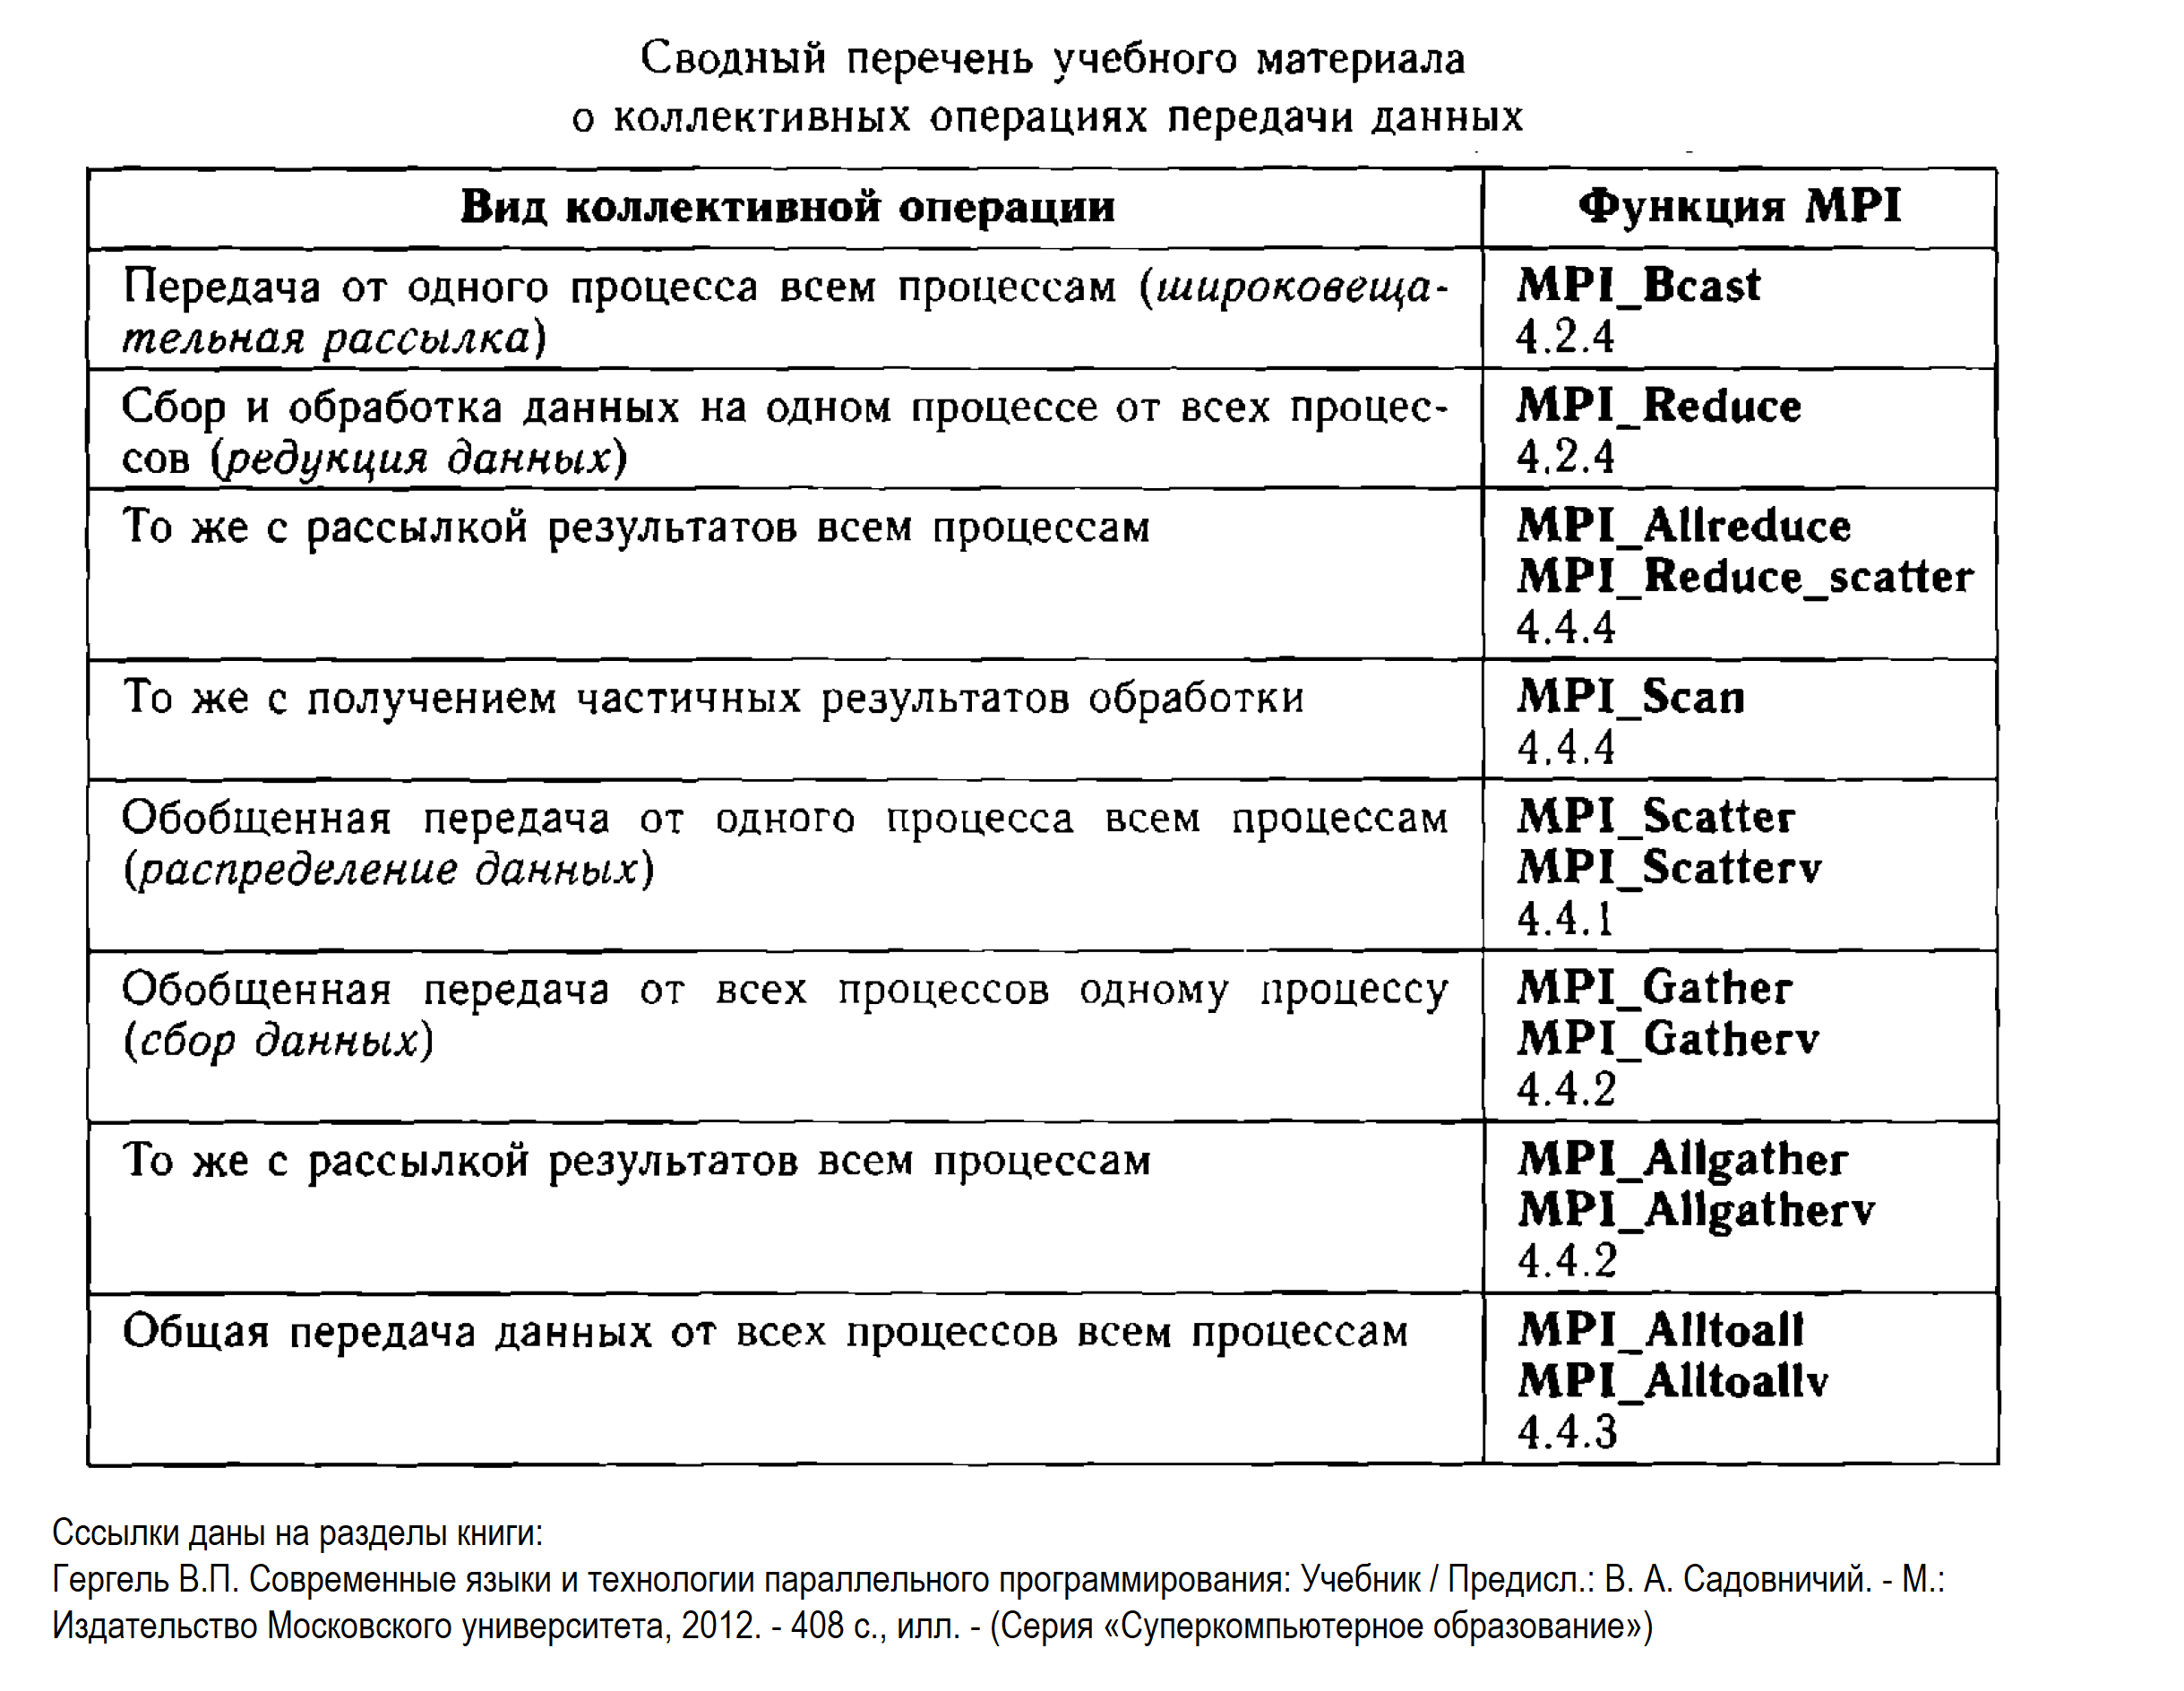 Сводный перечень учебного материала
о коллективных операциях передачи данных
Вид коллективной операции
Функция MPI
Передача от одного процесса всем процессам (широковеща-
тельная рассылка)
MPI_Bcast
4.2.4
Сбор и обработка данных на одном процессе от всех процес-
сов (редукция данных)
MPI_Reduce
4.2.4
То же с рассылкой результатов всем процессам
MPI_Allreduce
MPI_Reduce_scatter
4.4.4
То же с получением частичных результатов обработки
MPI_Scan
4.4.4
Обобщенная передача от одного процесса всем процессам
(распределение данных)
MPI_Scatter
MPI_Scatterv
4.4.1
Обобщенная передача от всех процессов одному процессу
(сбор данных)
MPI_Gather
MPI_Gatherv
4.4.2
То же с рассылкой результатов всем процессам
MPI_Allgather
MPI_Allgatherv
4.4.2
Общая передача данных от всех процессов всем процессам
MPI_Alltoall
MPI_Alltoallv
4.4.3
Сссылки даны на разделы книги:
Гергель В.П. Современные языки и технологии параллельного программирования: Учебник / Предисл.: В. А. Садовничий. - М.:
Издательство Московского университета, 2012. - 408 с., илл. - (Серия «Суперкомпьютерное образование»)